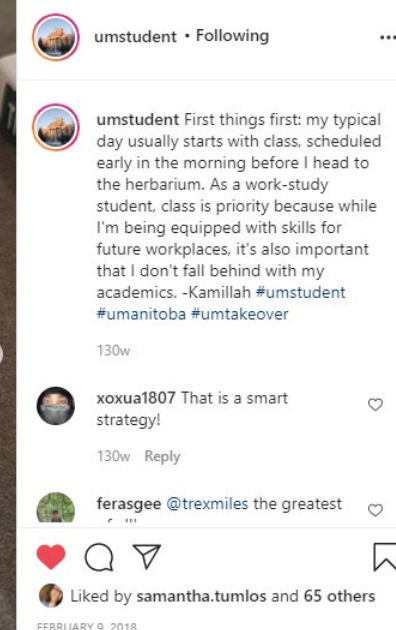 umstudent • Following
umstudent First things first: my typical
day usually starts with class, scheduled
early in the morning before I head to
the herbarium. As a work-study
student, class is priority because while
I'm being equipped with skills for
future workplaces, it's also important
that I don't fall behind with my
academics. -Kamillah #umstudent
#umanitoba #umtakeover
130w
xoxua1807 That is a smart
strategy!
130w Reply
ferasgee @trexmiles the greatest
Liked by samantha.tumlos and 65 others
FEBRUARY 9, 2018